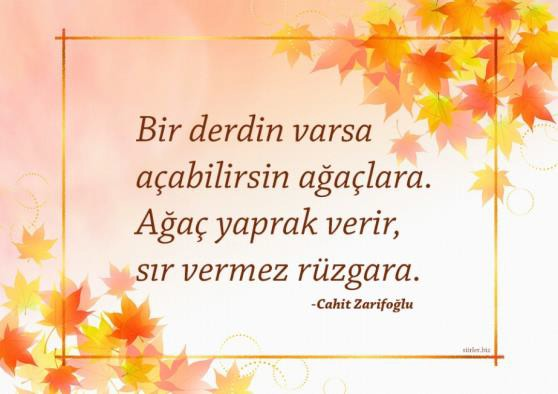 Bir derdin varsa
açabilirsin ağaçlara.
Ağaç yaprak verir,
sır vermez rüzgara.
-Cahit Zarifoğlu
siirler.biz